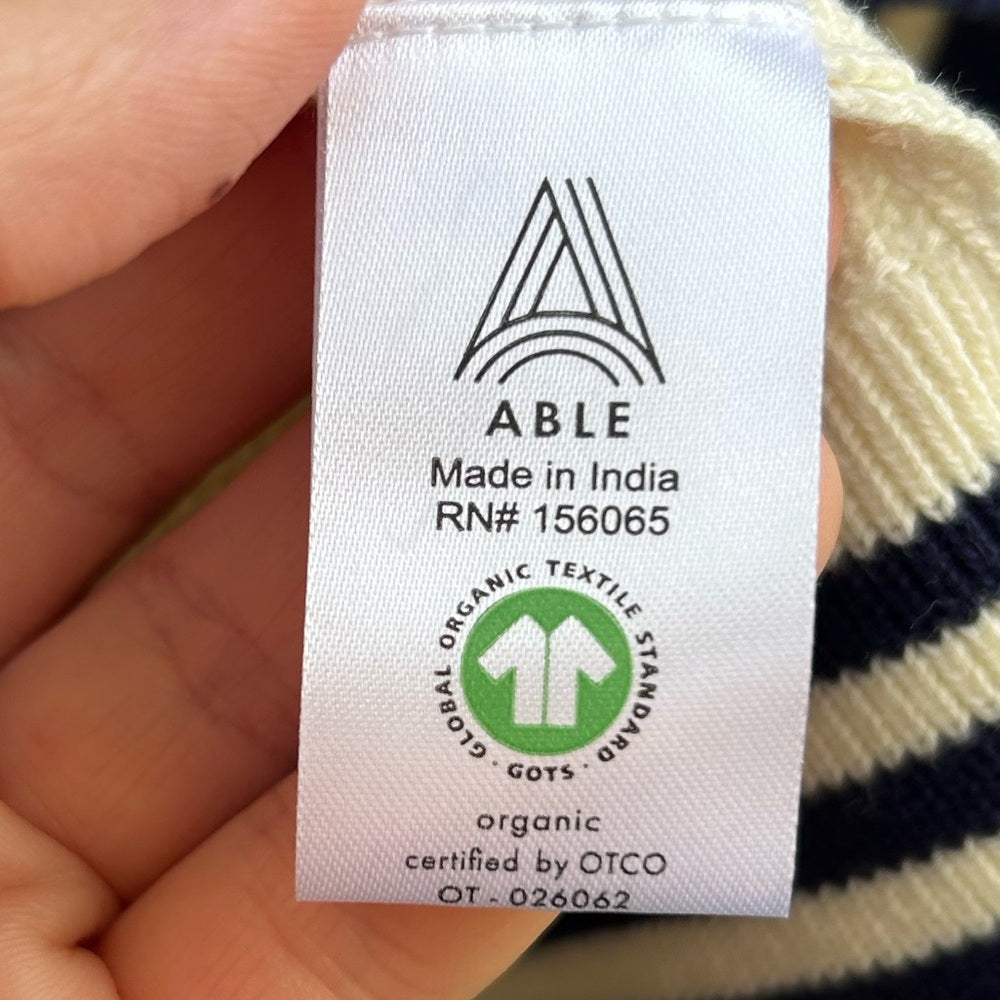 ABLE
Made in India
RN# 156065
GLOBAL ORGANIC TEXTILE STANDARD · GOTS ·
organic
certified by OTCO
OT - 026062